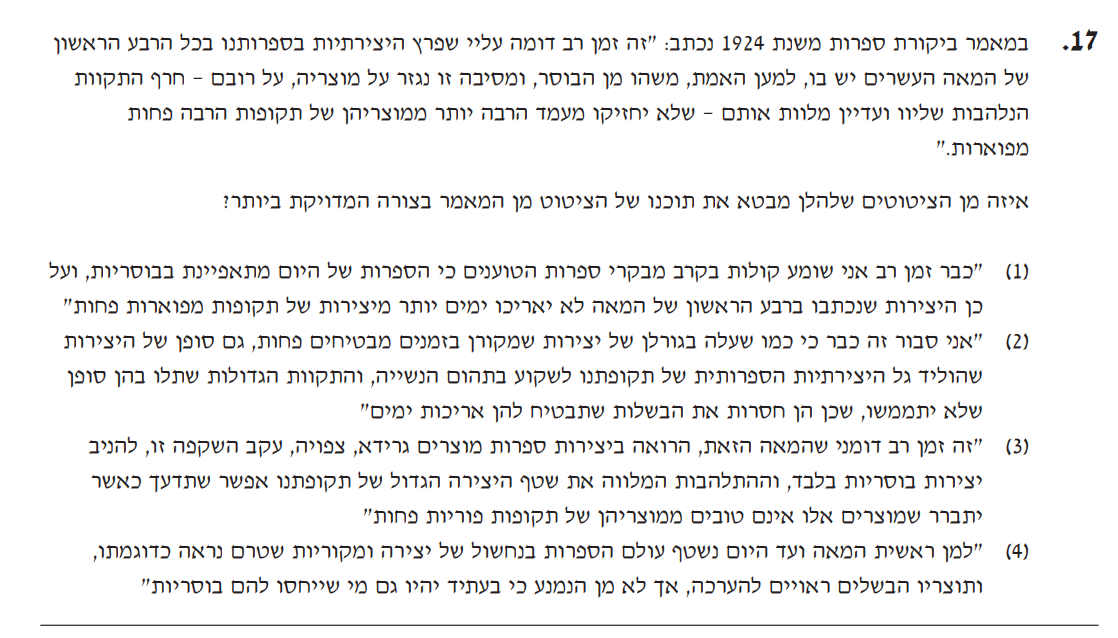 17. במאמר ביקורת ספרות משנת 1924 נכתב: "זה זמן רב דומה עליי שפרץ היצירתיות בספרותנו בכל הרבע הראשון
של המאה העשרים יש בו, למען האמת, משהו מן הבוסר, ומסיבה זו נגזר על מוצריה, על רובם – חרף התקוות
הנלהבות שליוו ועדיין מלוות אותם – שלא יחזיקו מעמד הרבה יותר ממוצריהן של תקופות הרבה פחות
מפוארות."
איזה מן הציטוטים שלהלן מבטא את תוכנו של הציטוט מן המאמר בצורה המדויקת ביותר?
(1) "כבר זמן רב אני שומע קולות בקרב מבקרי ספרות הטוענים כי הספרות של היום מתאפיינת בבוסריות, ועל
כן היצירות שנכתבו ברבע הראשון של המאה לא יאריכו ימים יותר מיצירות של תקופות מפוארות פחות"
(2) "אני סבור זה כבר כי כמו שעלה בגורלן של יצירות שמקורן בזמנים מבטיחים פחות, גם סופן של היצירות
שהוליד גל היצירתיות הספרותית של תקופתנו לשקוע בתהום הנשייה, והתקוות הגדולות שתלו בהן סופן
שלא יתממשו, שכן הן חסרות את הבשלות שתבטיח להן אריכות ימים"
(3) "זה זמן רב דומני שהמאה הזאת, הרואה ביצירות ספרות מוצרים גרידא, צפויה, עקב השקפה זו, להניב
יצירות בוסריות בלבד, וההתלהבות המלווה את שטף היצירה הגדול של תקופתנו אפשר שתדעך כאשר
יתברר שמוצרים אלו אינם טובים ממוצריהן של תקופות פוריות פחות"
(4) "למן ראשית המאה ועד היום נשטף עולם הספרות בנחשול של יצירה ומקוריות שטרם נראה כדוגמתו,
ותוצריו הבשלים ראויים להערכה, אך לא מן הנמנע כי בעתיד יהיו גם מי שייחסו להם בוסריות"